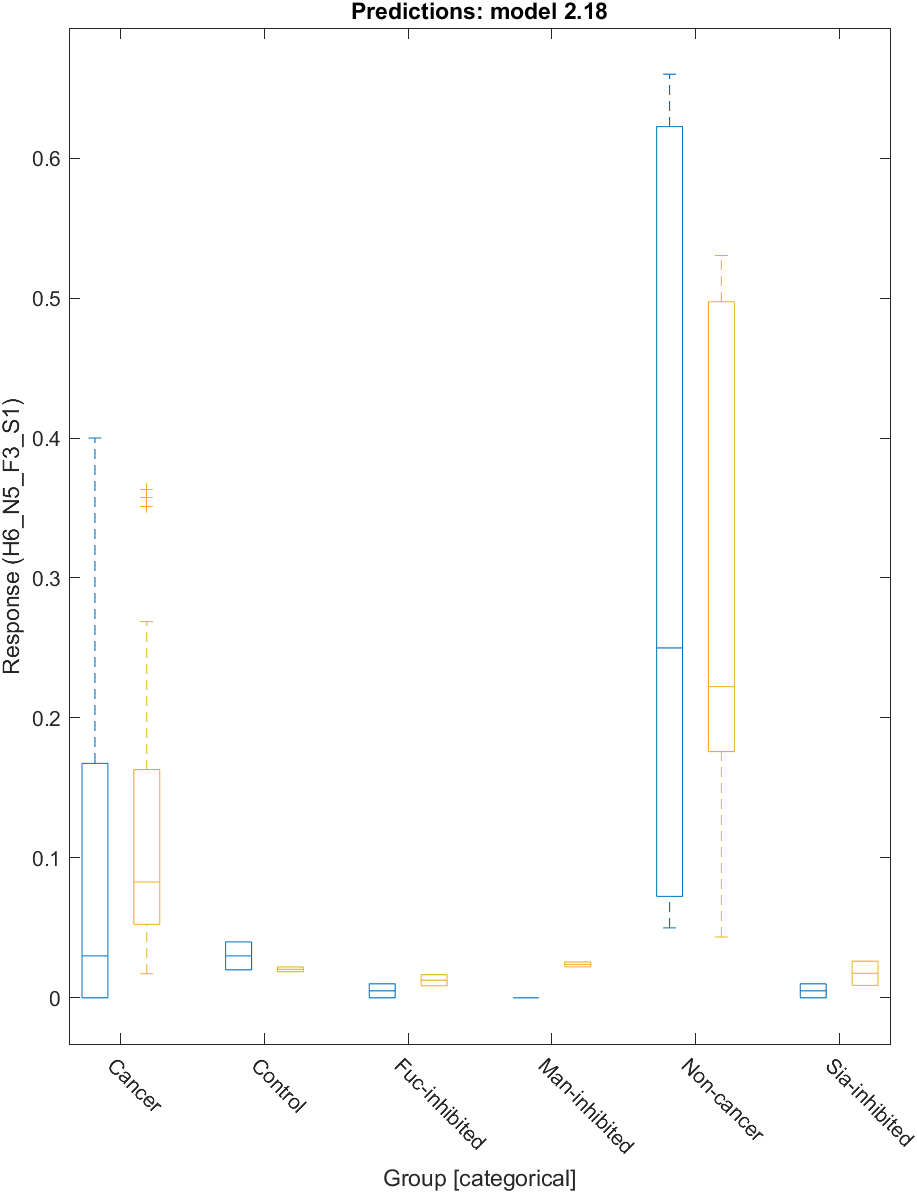 Predictions: model 2.18
Response (H6_N5_F3_S1)
0.6
0.5
0.4
0.3
0.2
0.1
0
Cancer
Control
Fuc-inhibited
Man-inhibited
Non-cancer
Sia-inhibited
Group [categorical]